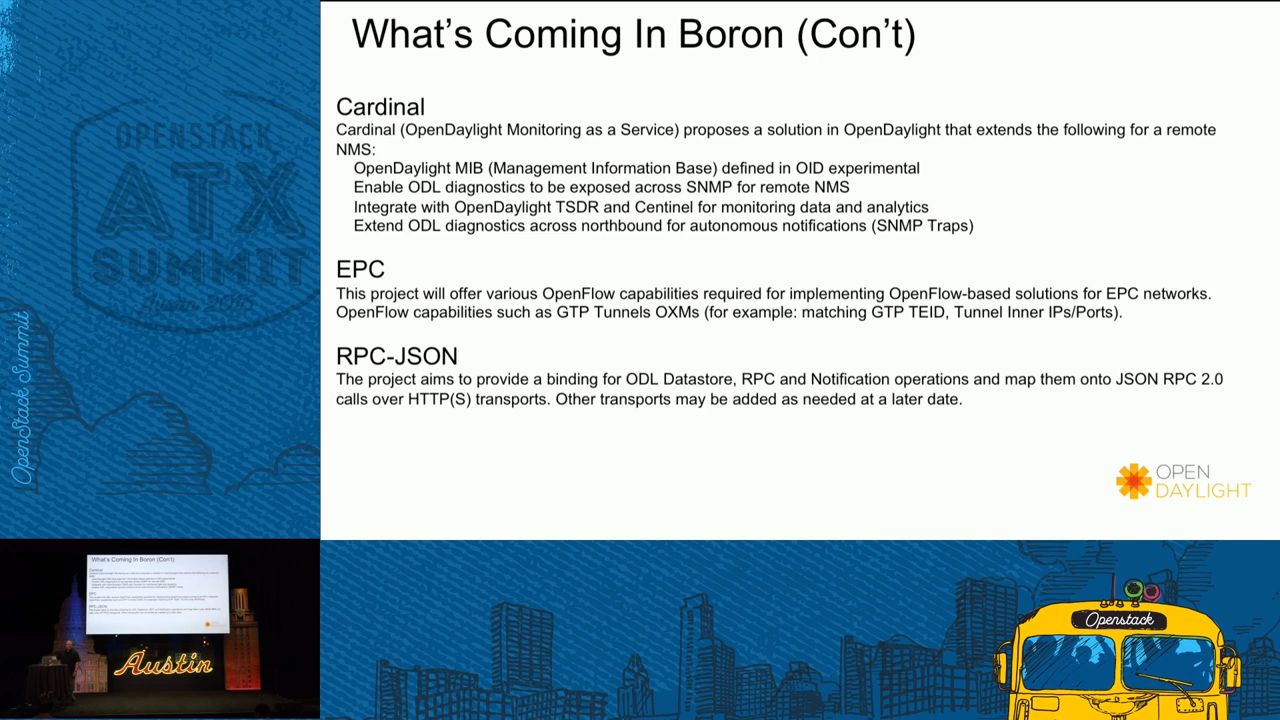 What's Coming In Boron (Con't)
Cardinal
Cardinal (OpenDaylight Monitoring as a Service) proposes a solution in OpenDaylight that extends the following for a remote
NMS:
OpenDaylight MIB (Management Information Base) defined in OID experimental
Enable ODL diagnostics to be exposed across SNMP for remote NMS
Integrate with OpenDaylight TSDR and Centinel for monitoring data and analytics
Extend ODL diagnostics across northbound for autonomous notifications (SNMP Traps)
EPC
This project will offer various OpenFlow capabilities required for implementing OpenFlow-based solutions for EPC networks.
OpenFlow capabilities such as GTP Tunnels OXMs (for example: matching GTP TEID, Tunnel Inner IPs/Ports).
RPC-JSON
The project aims to provide a binding for ODL Datastore, RPC and Notification operations and map them onto JSON RPC 2.0
calls over HTTP(S) transports. Other transports may be added as needed at a later date.
OPEN
DAYLIGHT
OPENSTACK
ATX
SUMMIT
Austin 2016
OpenStack Summit
What's Coming In Boron (Con't)
Austin
Openstack